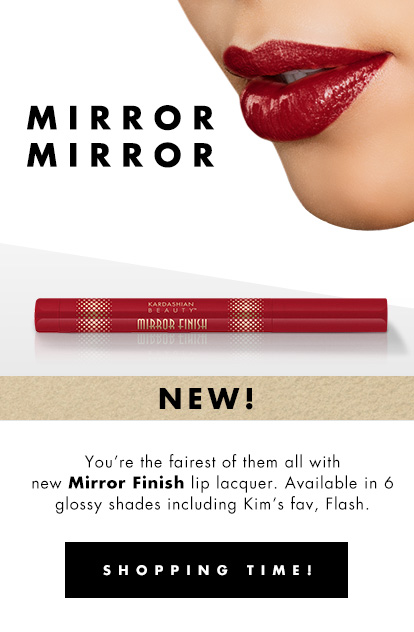 MIRROR
MIRROR
KARDASHIAN
BEAUTY™
MIRROR FINISH
NEW!
You're the fairest of them all with
new Mirror Finish lip lacquer. Available in 6
glossy shades including Kim's fav, Flash.
SHOPPING TIME!